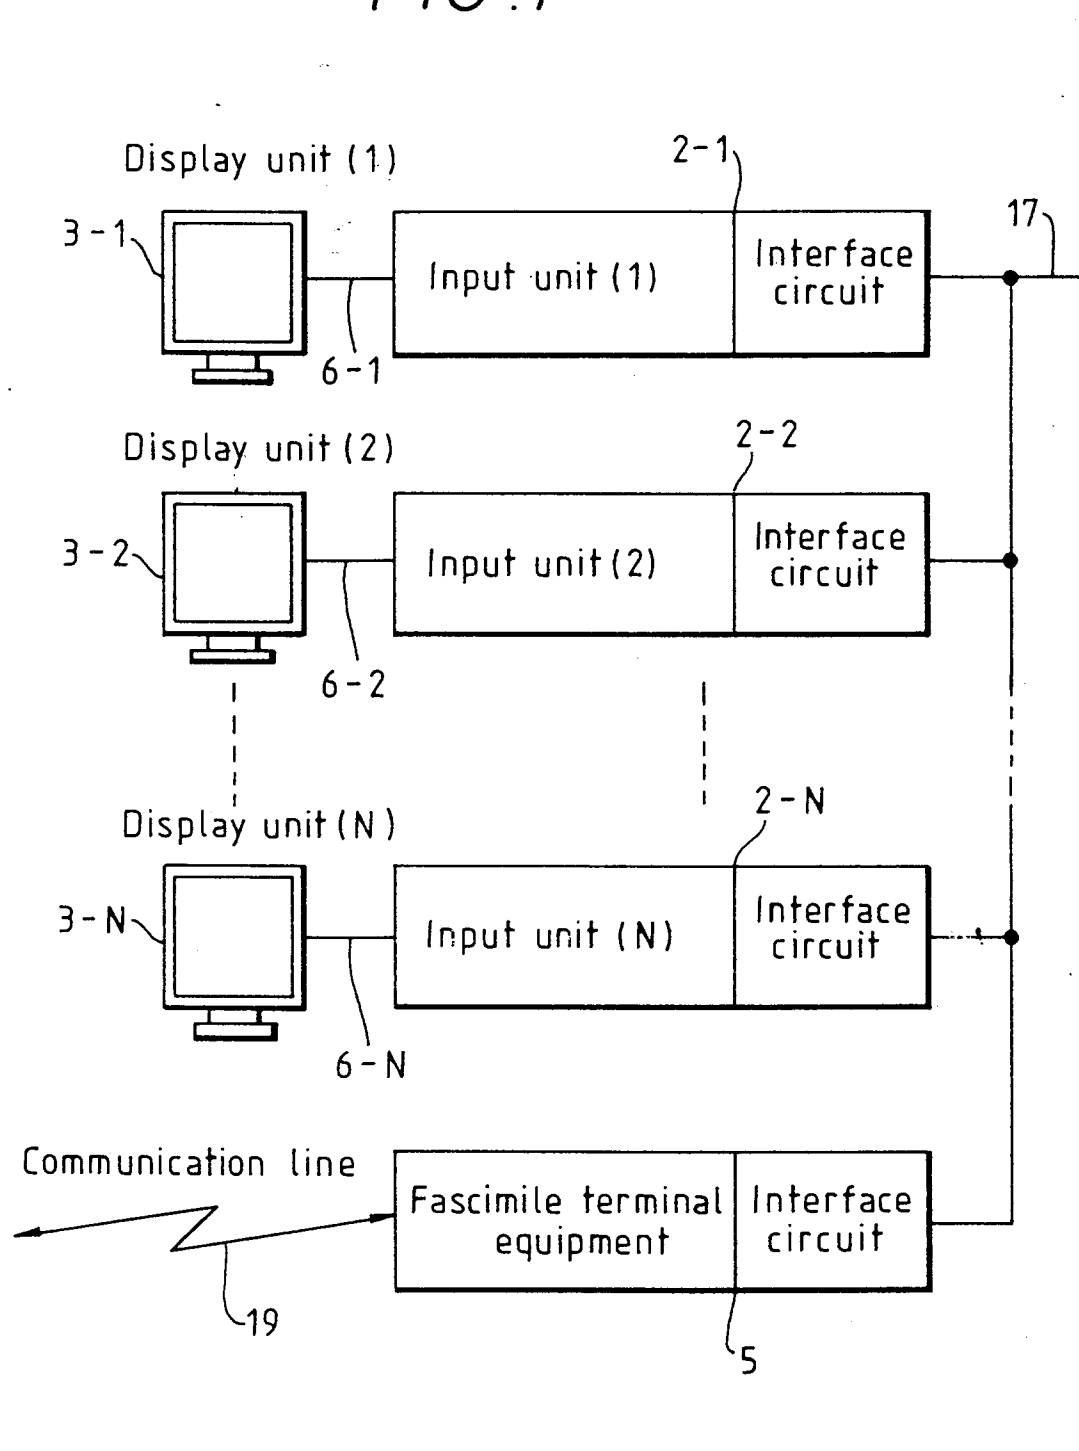 FIG.1
Display unit (1)
2-1
3-1
17
Input unit (1)
Interface
circuit
6-1
Display unit (2)
2-2
3-2
Input unit (2)
Interface
circuit
6-2
Display unit (N)
2-N
3-N
Input unit (N)
Interface
circuit
6-N
Communication line
Fascimile terminal
equipment
Interface
circuit
19
5